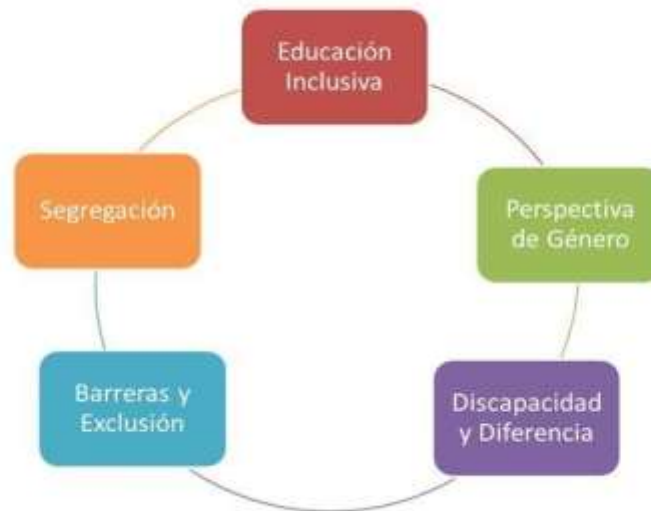 Educación
Inclusiva
Perspectiva
de Género
Discapacidad
y Diferencia
Barreras y
Exclusión
Segregación